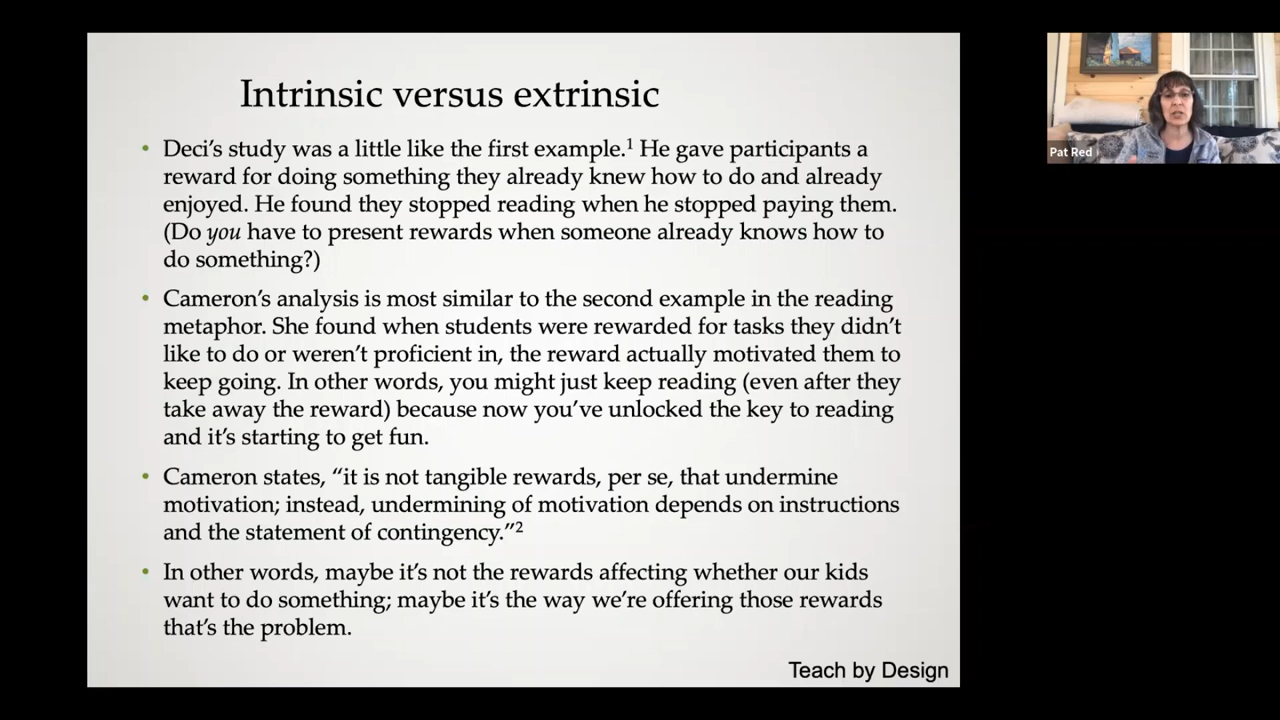 Intrinsic versus extrinsic
• Deci’s study was a little like the first example.¹ He gave participants a
reward for doing something they already knew how to do and already
enjoyed. He found they stopped reading when he stopped paying them.
(Do you have to present rewards when someone already knows how to
do something?)
• Cameron’s analysis is most similar to the second example in the reading
metaphor. She found when students were rewarded for tasks they didn’t
like to do or weren’t proficient in, the reward actually motivated them to
keep going. In other words, you might just keep reading (even after they
take away the reward) because now you’ve unlocked the key to reading
and it’s starting to get fun.
• Cameron states, “it is not tangible rewards, per se, that undermine
motivation; instead, undermining of motivation depends on instructions
and the statement of contingency.”²
• In other words, maybe it’s not the rewards affecting whether our kids
want to do something; maybe it’s the way we’re offering those rewards
that’s the problem.
Teach by Design
Pat Red